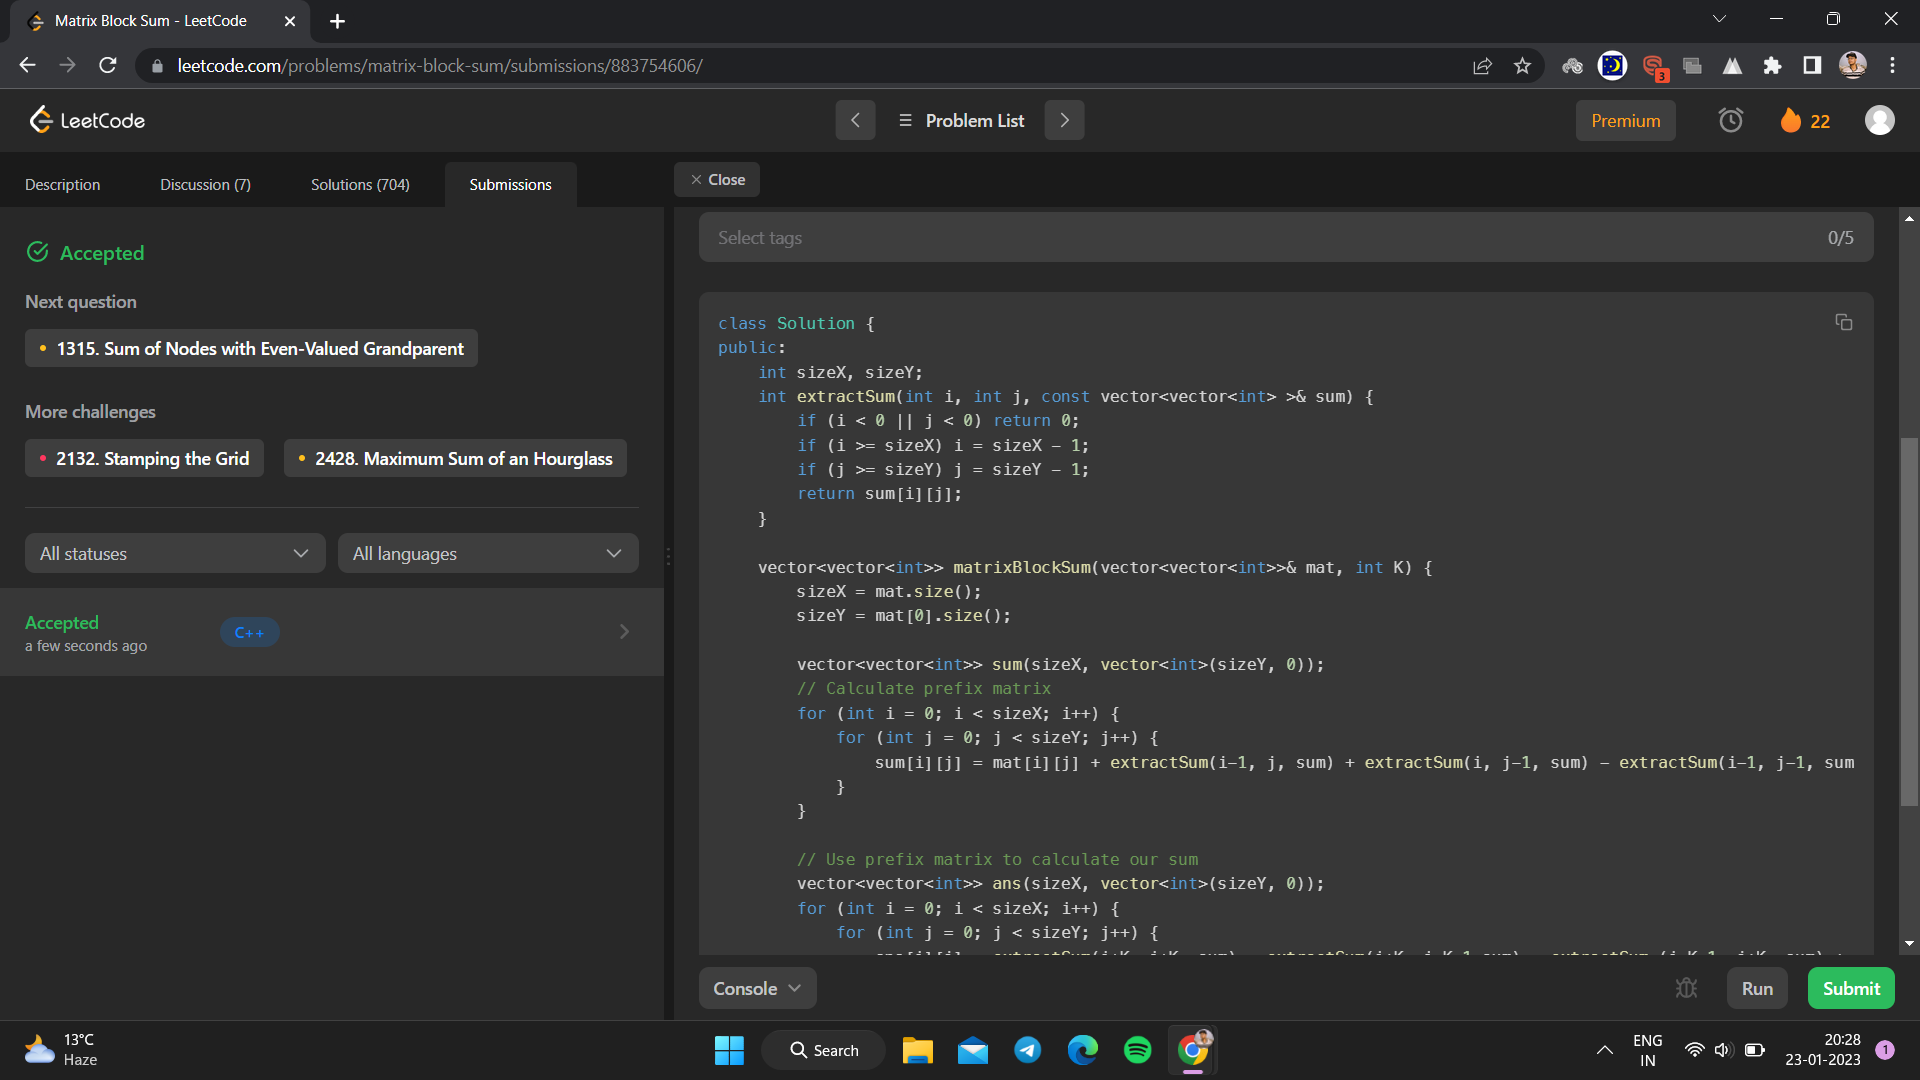 Matrix Block Sum - LeetCode
leetcode.com/problems/matrix-block-sum/submissions/883754606/
3
LeetCode
Problem List
Premium
22
Description
Discussion (7)
Solutions (704)
Submissions
Close
Accepted
Next question
1315. Sum of Nodes with Even-Valued Grandparent
More challenges
2132. Stamping the Grid
2428. Maximum Sum of an Hourglass
All statuses
All languages
Accepted
a few seconds ago
C++
Select tags
0/5
class Solution {
public:
    int sizeX, sizeY;
    int extractSum(int i, int j, const vector<vector<int> >& sum) {
        if (i < 0 || j < 0) return 0;
        if (i >= sizeX) i = sizeX - 1;
        if (j >= sizeY) j = sizeY - 1;
        return sum[i][j];
    }
    vector<vector<int>> matrixBlockSum(vector<vector<int>>& mat, int K) {
        sizeX = mat.size();
        sizeY = mat[0].size();
        vector<vector<int>> sum(sizeX, vector<int>(sizeY, 0));
        // Calculate prefix matrix
        for (int i = 0; i < sizeX; i++) {
            for (int j = 0; j < sizeY; j++) {
                sum[i][j] = mat[i][j] + extractSum(i-1, j, sum) + extractSum(i, j-1, sum) - extractSum(i-1, j-1, sum
            }
        }
        // Use prefix matrix to calculate our sum
        vector<vector<int>> ans(sizeX, vector<int>(sizeY, 0));
        for (int i = 0; i < sizeX; i++) {
            for (int j = 0; j < sizeY; j++) {
Console
Run
Submit
13°C
Haze
Search
ENG
IN
20:28
23-01-2023
1